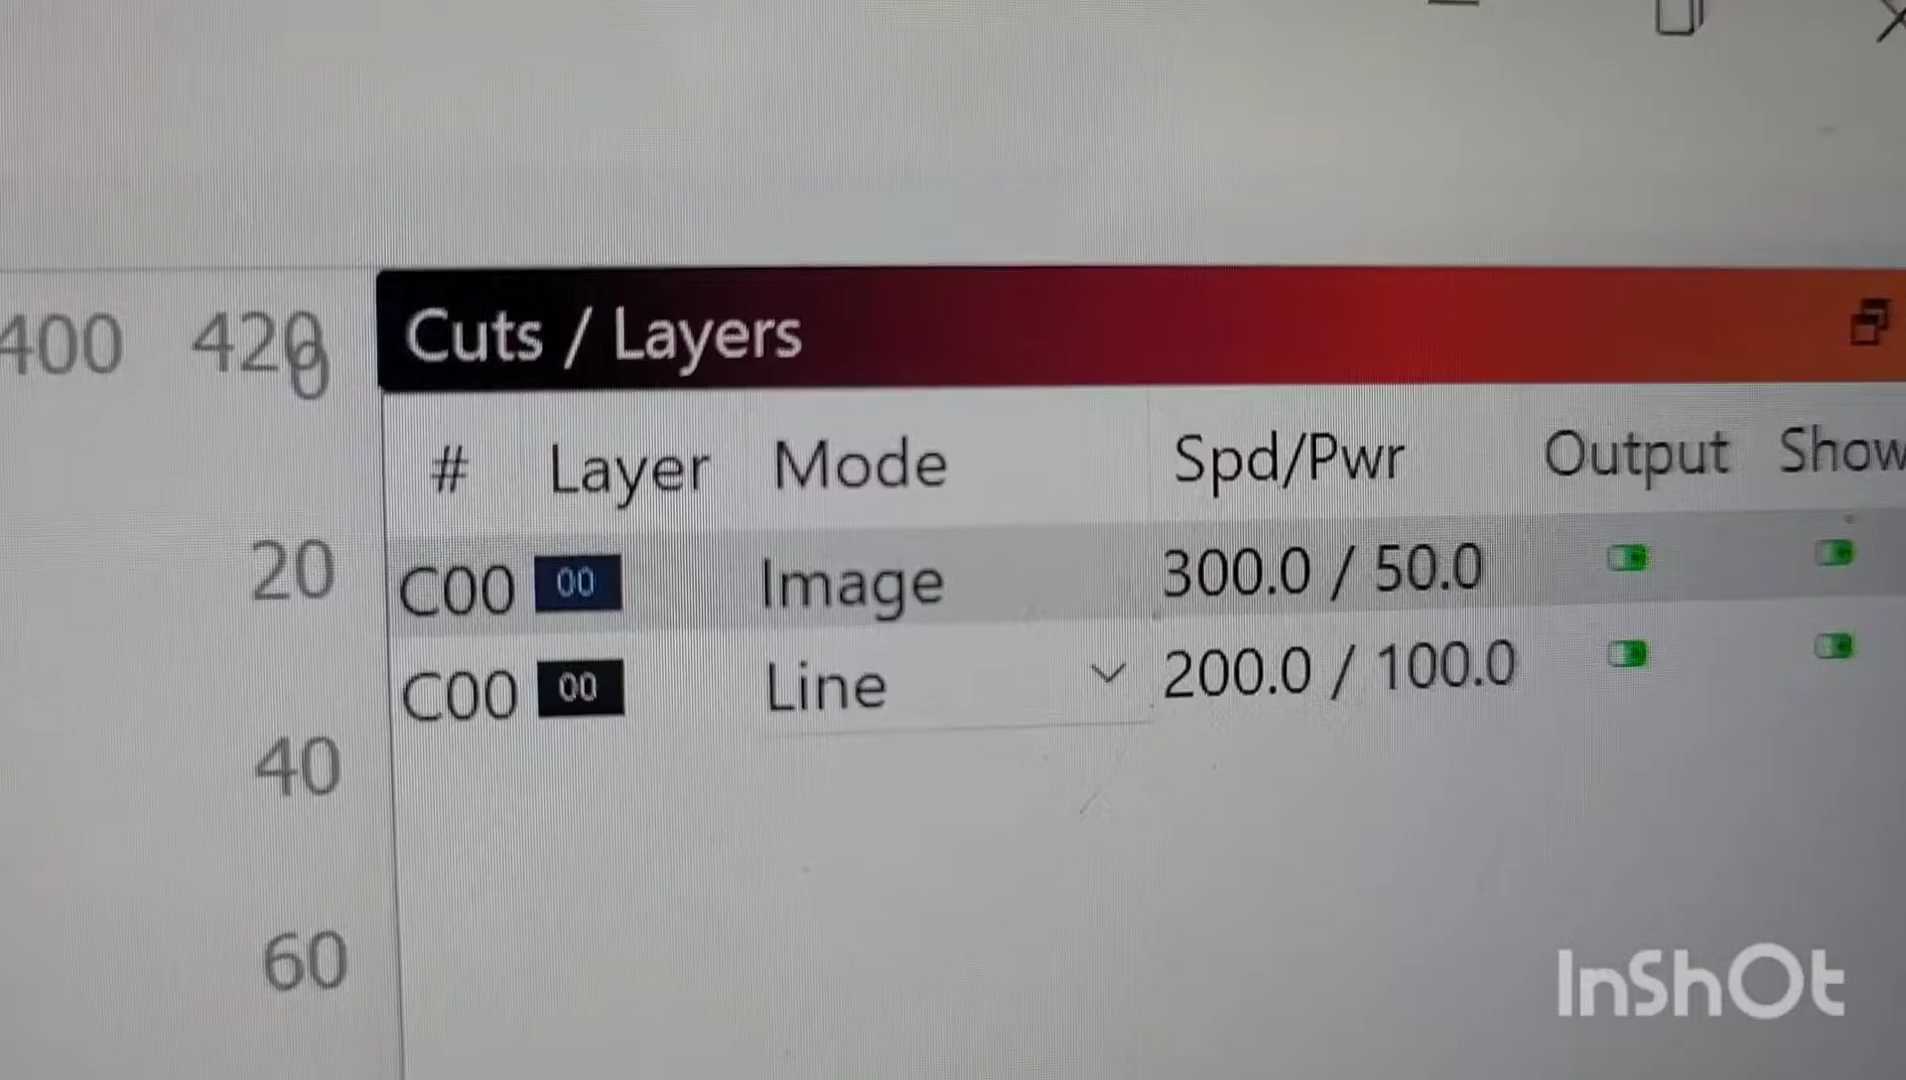 400 420 Cuts / Layers
0
# Layer Mode Spd/Pwr Output Show
20 C00 00 Image 300.0 / 50.0
C00 00 Line 200.0 / 100.0
40
60
InShOt